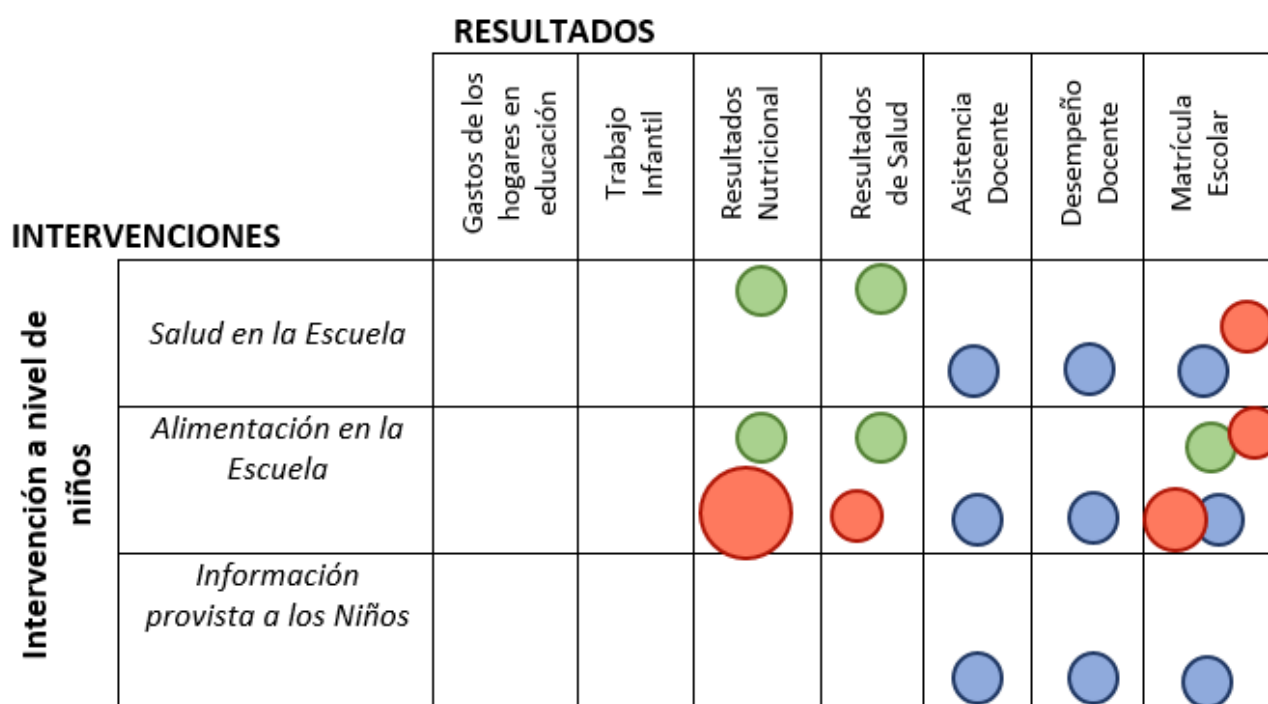 RESULTADOS
Gastos de los
hogares en
educación
Trabajo
Infantil
Resultados
Nutricional
Resultados
de Salud
Asistencia
Docente
Desempeño
Docente
Matrícula
Escolar
INTERVENCIONES
Intervención a nivel de
niños
Salud en la Escuela
Alimentación en la
Escuela
Información
provista a los Niños